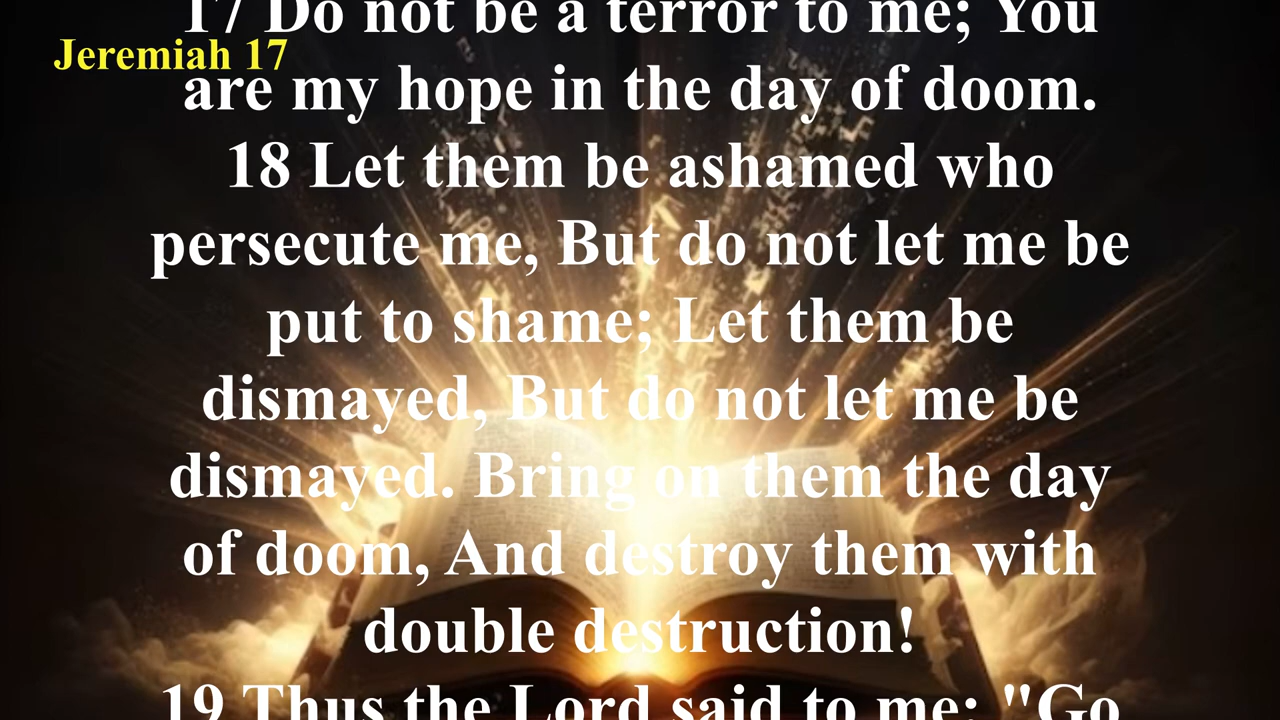 17 Do not be a terror to me; You
Jeremiah 17
are my hope in the day of doom.
18 Let them be ashamed who
persecute me, But do not let me be
put to shame; Let them be
dismayed, But do not let me be
dismayed. Bring on them the day
of doom, And destroy them with
double destruction!
19 Thus the Lord said to me: "Go